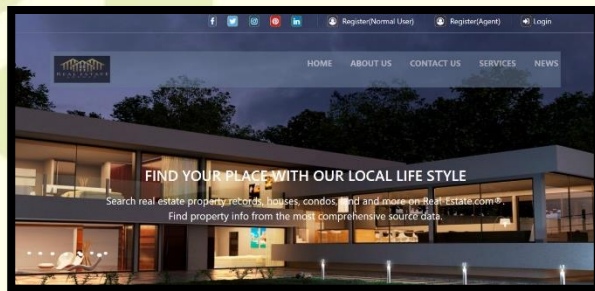 Register(Normal User) Register(Agent) Login
REAL ESTATE
HOME ABOUT US CONTACT US SERVICES NEWS
FIND YOUR PLACE WITH OUR LOCAL LIFE STYLE
Search real estate property records, houses, condos, land and more on Real-Estate.com®.
Find property info from the most comprehensive source data.